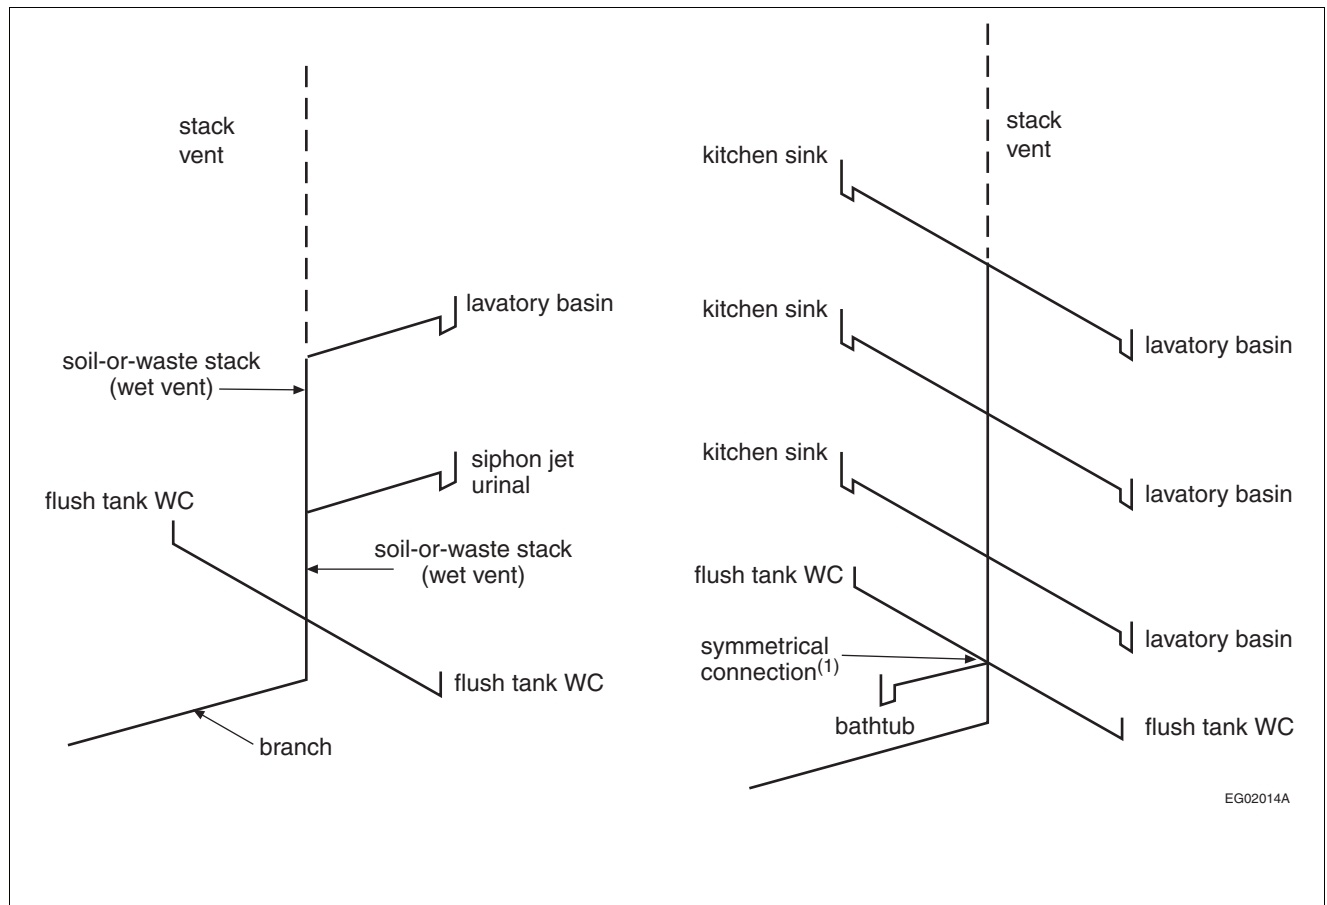 stack
vent
lavatory basin
soil-or-waste stack
(wet vent)
siphon jet
urinal
flush tank WC
soil-or-waste stack
(wet vent)
flush tank WC
branch
stack
vent
kitchen sink
lavatory basin
kitchen sink
lavatory basin
kitchen sink
lavatory basin
flush tank WC
symmetrical
connection(1)
bathtub
flush tank WC
EG02014A